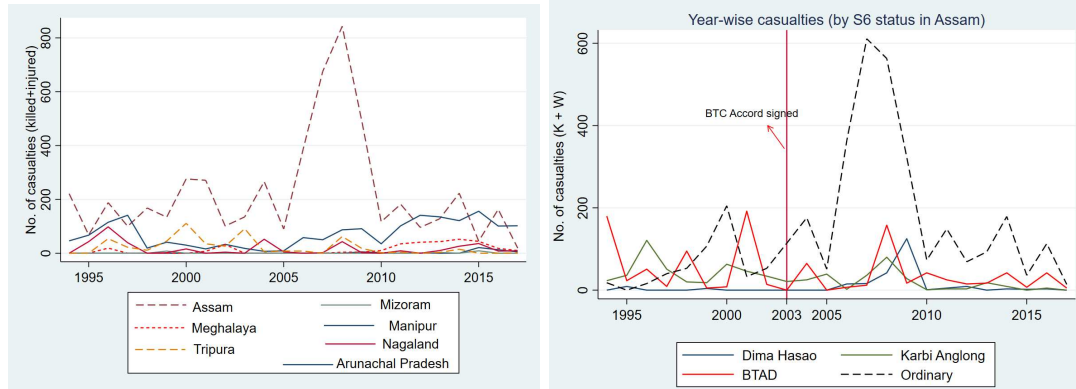 No. of casualties (killed+injured)
800
600
400
200
0
1995 2000 2005 2010 2015
Assam
Meghalaya
Tripura
Mizoram
Manipur
Nagaland
Arunachal Pradesh
Year-wise casualties (by S6 status in Assam)
No. of casualties (K + W)
600
400
200
0
BTC Accord signed
1995 2000 2003 2005 2010 2015
Dima Hasao Karbi Anglong
BTAD Ordinary